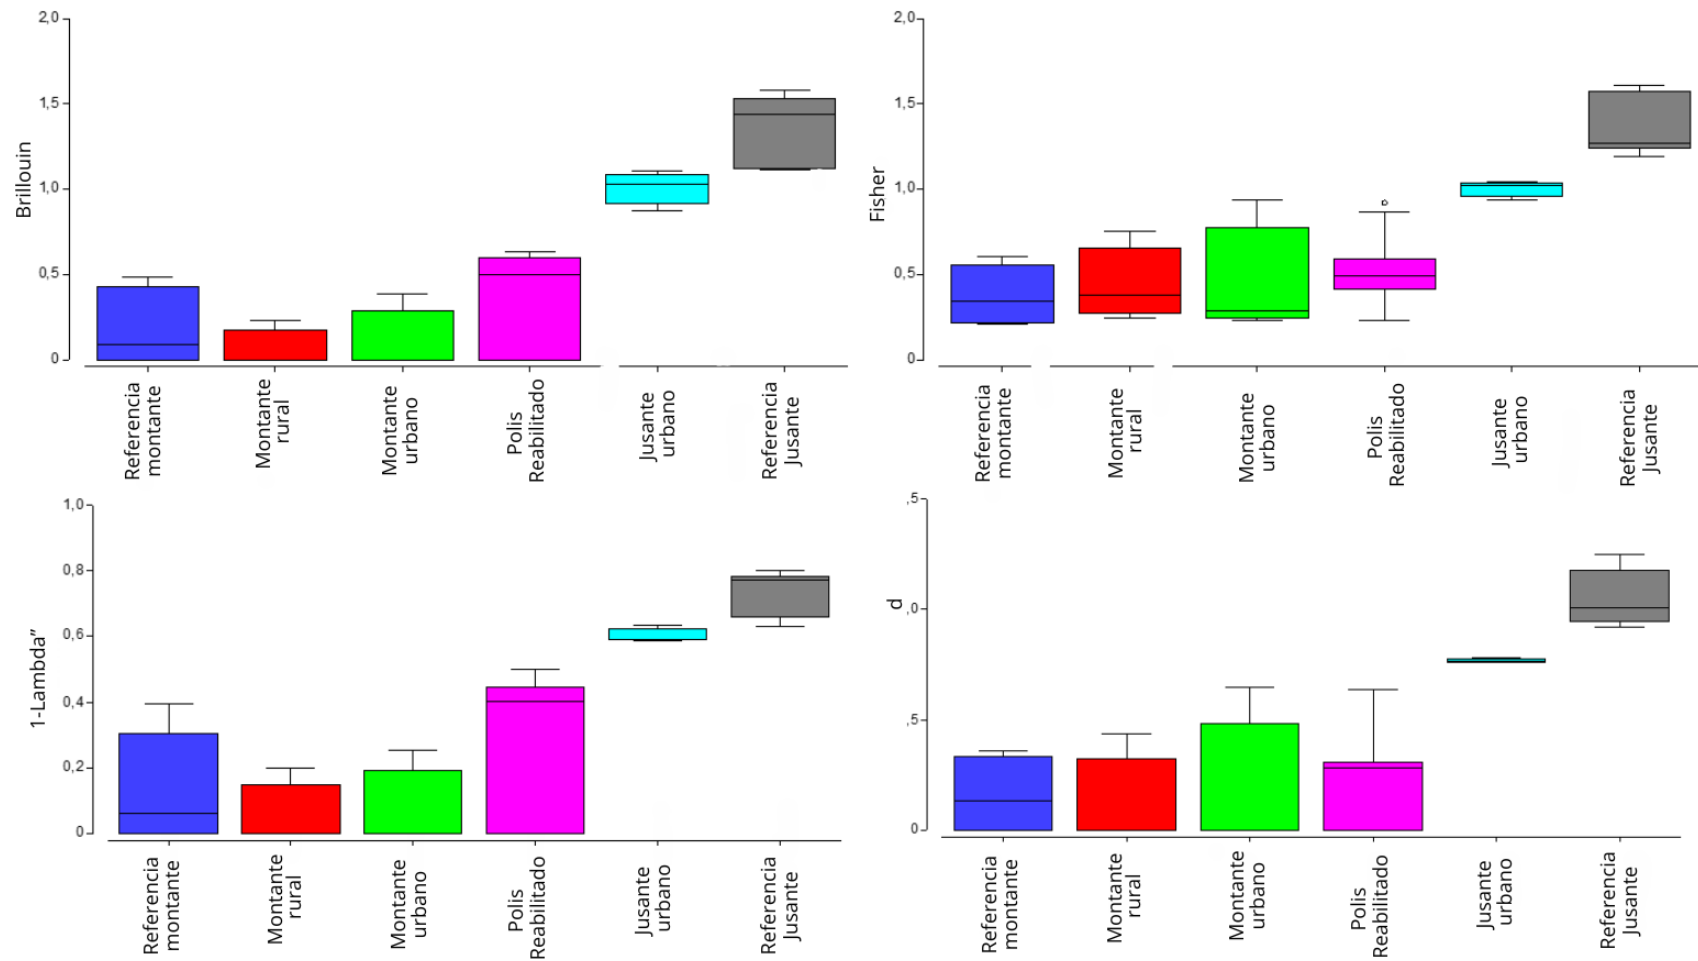 2,0
1,5
1,0
0,5
0
Brillouin
Referencia
montante
Montante
rural
Montante
urbano
Polis
Reabilitado
Jusante
urbano
Referencia
Jusante
2,0
1,5
1,0
0,5
0
Fisher
Referencia
montante
Montante
rural
Montante
urbano
Polis
Reabilitado
Jusante
urbano
Referencia
Jusante
1,0
0,8
0,6
0,4
0,2
0
1-Lambda”
Referencia
montante
Montante
rural
Montante
urbano
Polis
Reabilitado
Jusante
urbano
Referencia
Jusante
,5
,0
,5
0
d
Referencia
montante
Montante
rural
Montante
urbano
Polis
Reabilitado
Jusante
urbano
Referencia
Jusante